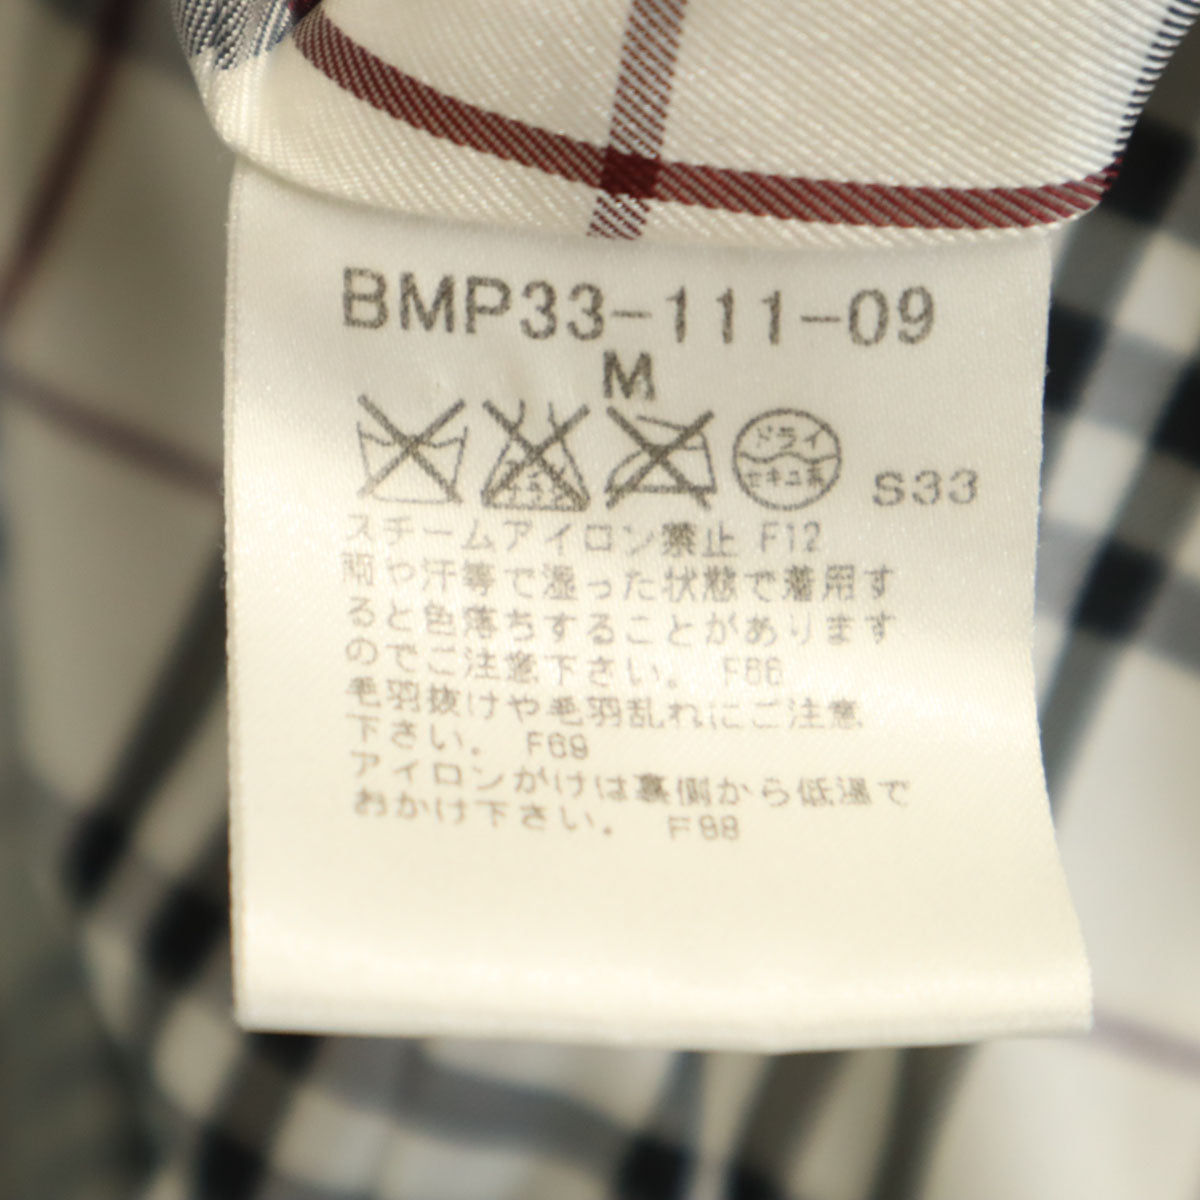 BMP33-111-09
M
ドライ
セキユ系
S33
スチームアイロン禁止 F12
雨や汗等で湿った状態で着用す
ると色落ちすることがあります
のでご注意下さい。 F66
毛羽抜けや毛羽乱れにご注意
下さい。 F69
アイロンがけは裏側から低温で
おかけ下さい。 F98